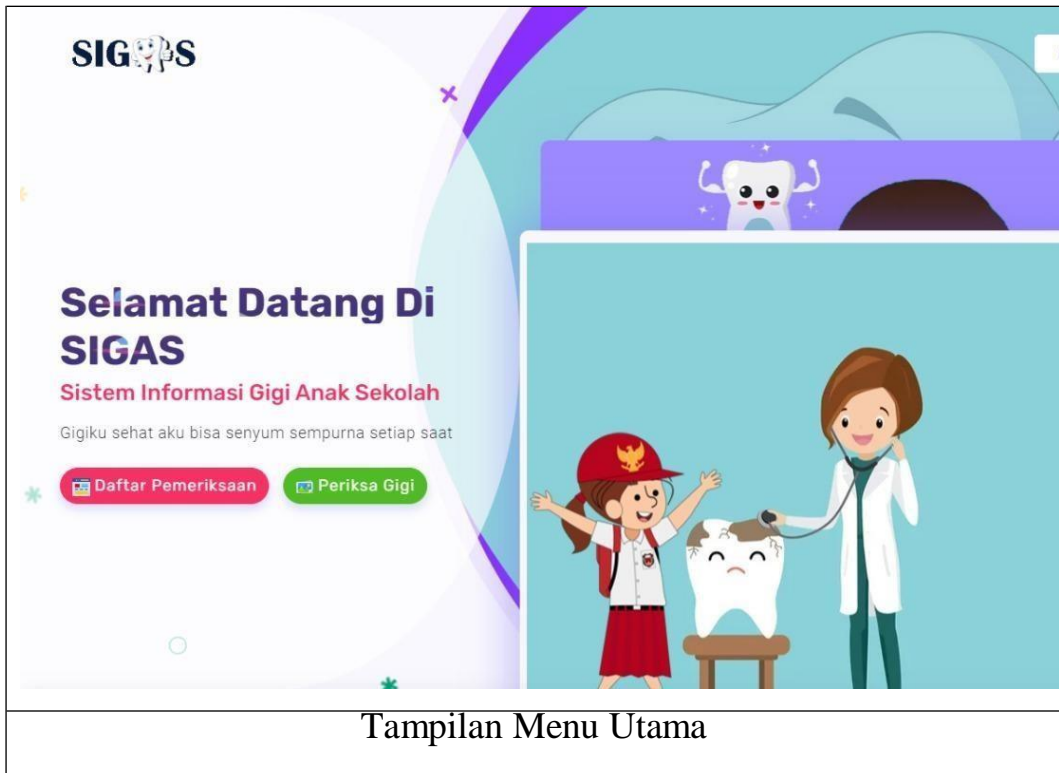 SIGAS
Selamat Datang Di
SIGAS
Sistem Informasi Gigi Anak Sekolah
Gigiku sehat aku bisa senyum sempurna setiap saat
Daftar Pemeriksaan
Periksa Gigi
Tampilan Menu Utama